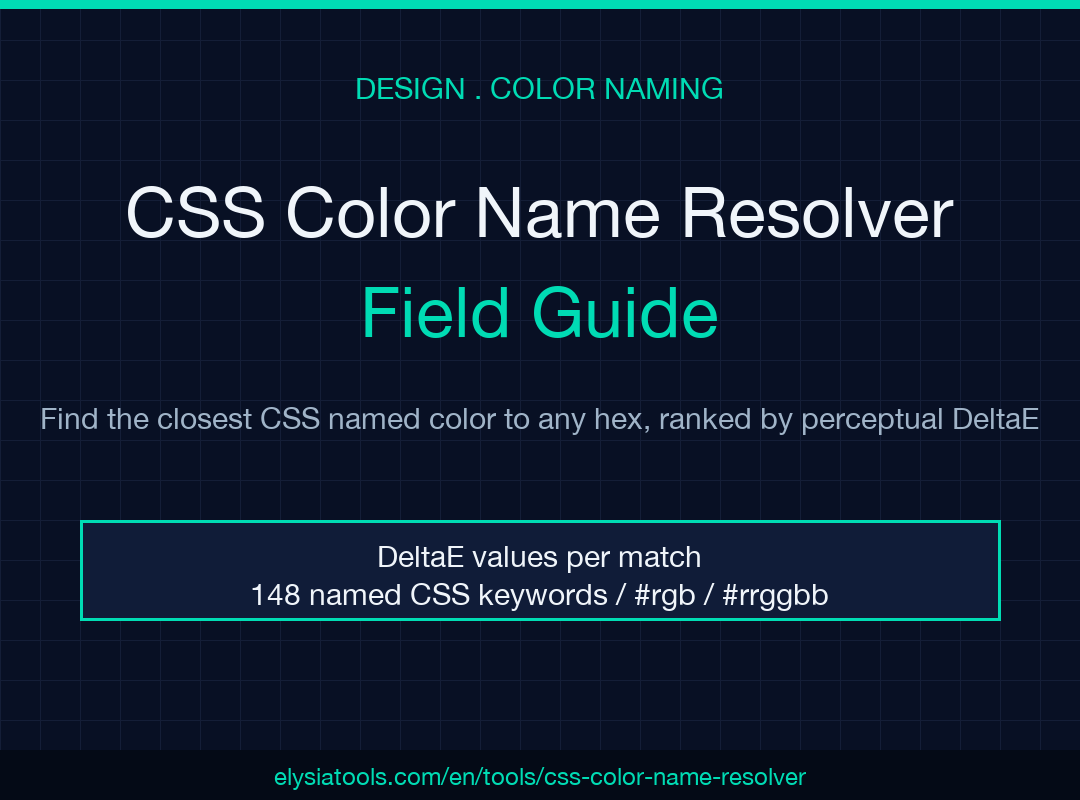 DESIGN . COLOR NAMING
CSS Color Name Resolver
Field Guide
Find the closest CSS named color to any hex, ranked by perceptual DeltaE
DeltaE values per match
148 named CSS keywords / #rgb / #rrggbb
elysiatools.com/en/tools/css-color-name-resolver